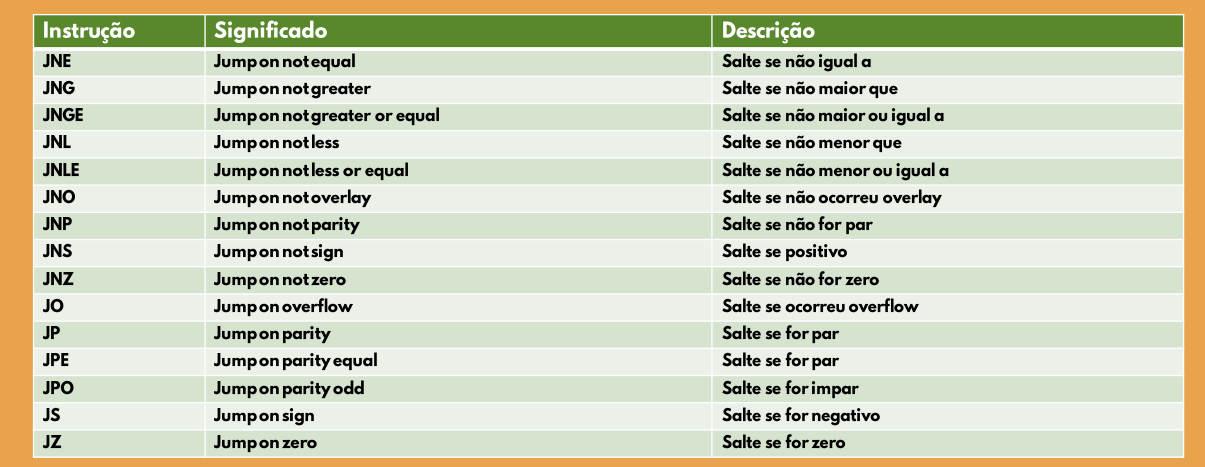 Instrução Significado Descrição
JNE Jump on not equal Salte se não igual a
JNG Jump on not greater Salte se não maior que
JNGE Jump on not greater or equal Salte se não maior ou igual a
JNL Jump on not less Salte se não menor que
JNLE Jump on not less or equal Salte se não menor ou igual a
JNO Jump on not overlay Salte se não ocorreu overlay
JNP Jump on not parity Salte se não for par
JNS Jump on not sign Salte se positivo
JNZ Jump on not zero Salte se não for zero
JO Jump on overflow Salte se ocorreu overflow
JP Jump on parity Salte se for par
JPE Jump on parity equal Salte se for par
JPO Jump on parity odd Salte se for impar
JS Jump on sign Salte se for negativo
JZ Jump on zero Salte se for zero